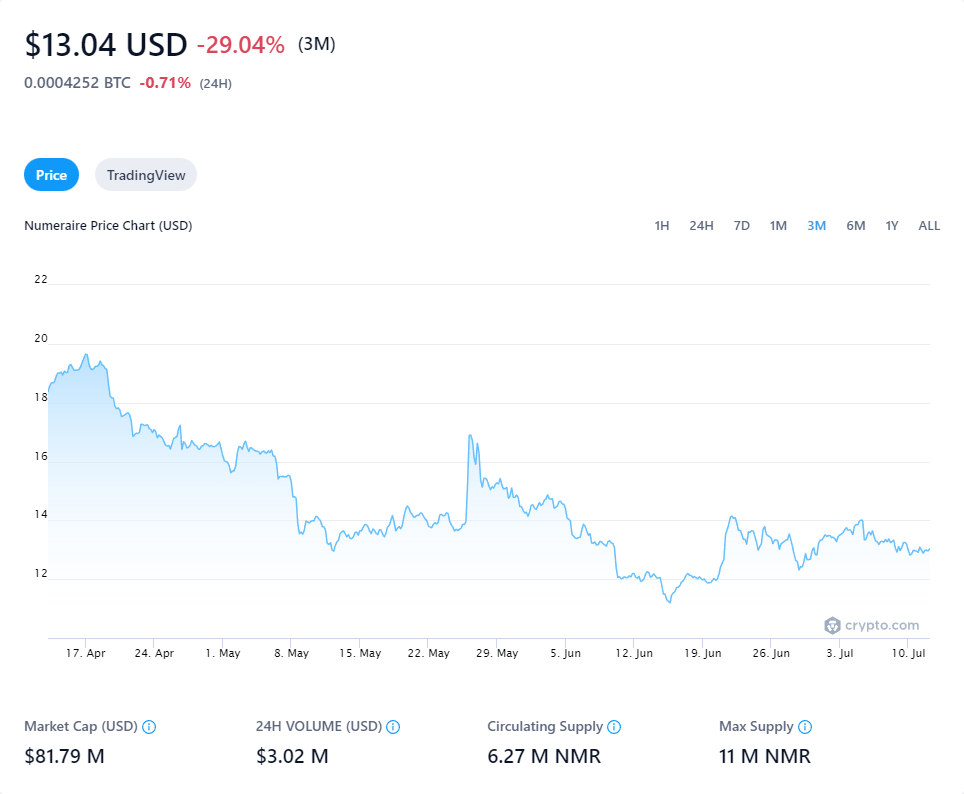 $13.04 USD -29.04% (3M)
0.0004252 BTC -0.71% (24H)
Price TradingView
Numeraire Price Chart (USD) 1H 24H 7D 1M 3M 6M 1Y ALL
22
20
18
16
14
12
crypto.com
17. Apr 24. Apr 1. May 8. May 15. May 22. May 29. May 5. Jun 12. Jun 19. Jun 26. Jun 3. Jul 10. Jul
Market Cap (USD) 24H VOLUME (USD) Circulating Supply Max Supply
$81.79 M $3.02 M 6.27 M NMR 11 M NMR